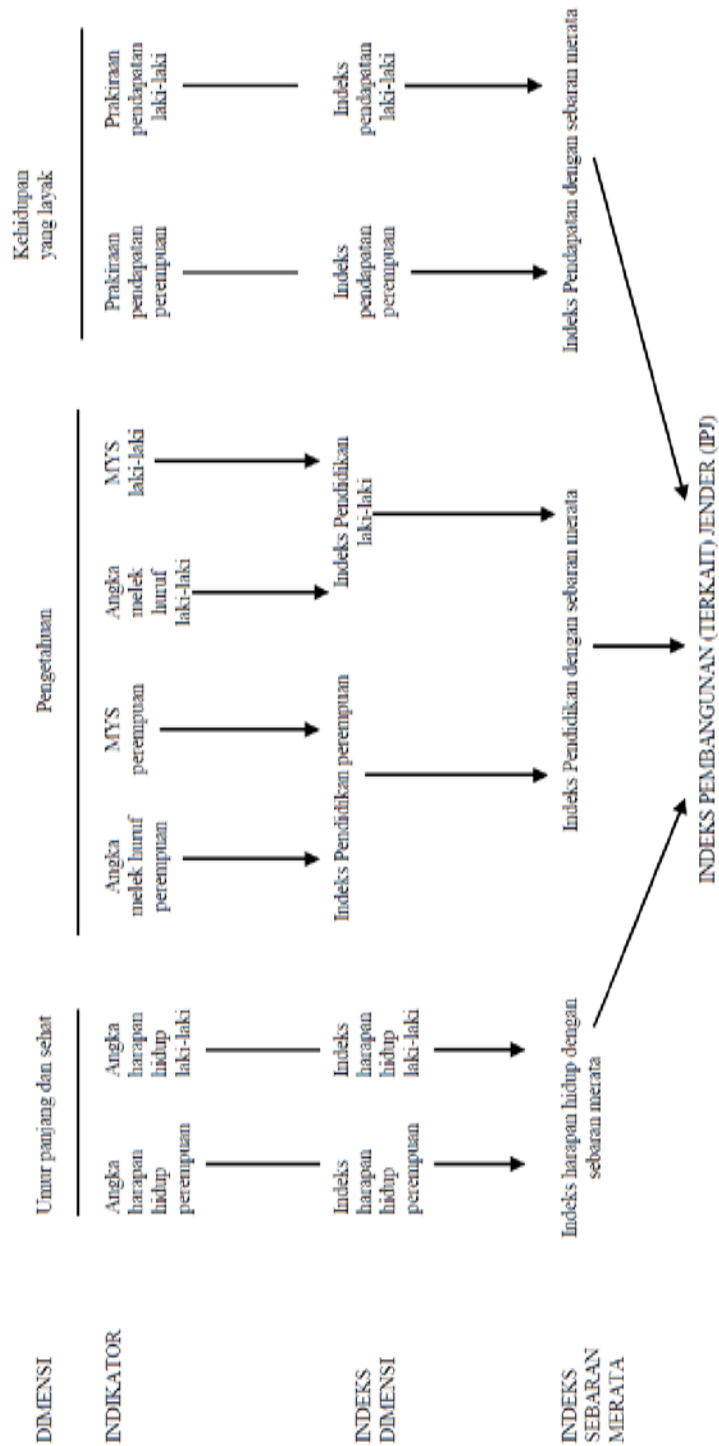 DIMENSI
Umur panjang dan sehat
Pengetahuan
Kehidupan
yang layak
INDIKATOR
Angka
harapan
hidup
perempuan
Angka
harapan
hidup
laki-laki
Angka
melek huruf
perempuan
MYS
perempuan
Angka
melek
huruf
laki-laki
MYS
laki-laki
Prakiraan
pendapatan
perempuan
Prakiraan
pendapatan
laki-laki
INDEKS
DIMENSI
Indeks
harapan
hidup
perempuan
Indeks
harapan
hidup
laki-laki
Indeks Pendidikan perempuan
Indeks Pendidikan
laki-laki
Indeks
pendapatan
perempuan
Indeks
pendapatan
laki-laki
INDEKS
SEBARAN
MERATA
Indeks harapan hidup dengan
sebaran merata
Indeks Pendidikan dengan sebaran merata
Indeks Pendapatan dengan sebaran merata
INDEKS PEMBANGUNAN (TERKAIT) JENDER (IPJ)